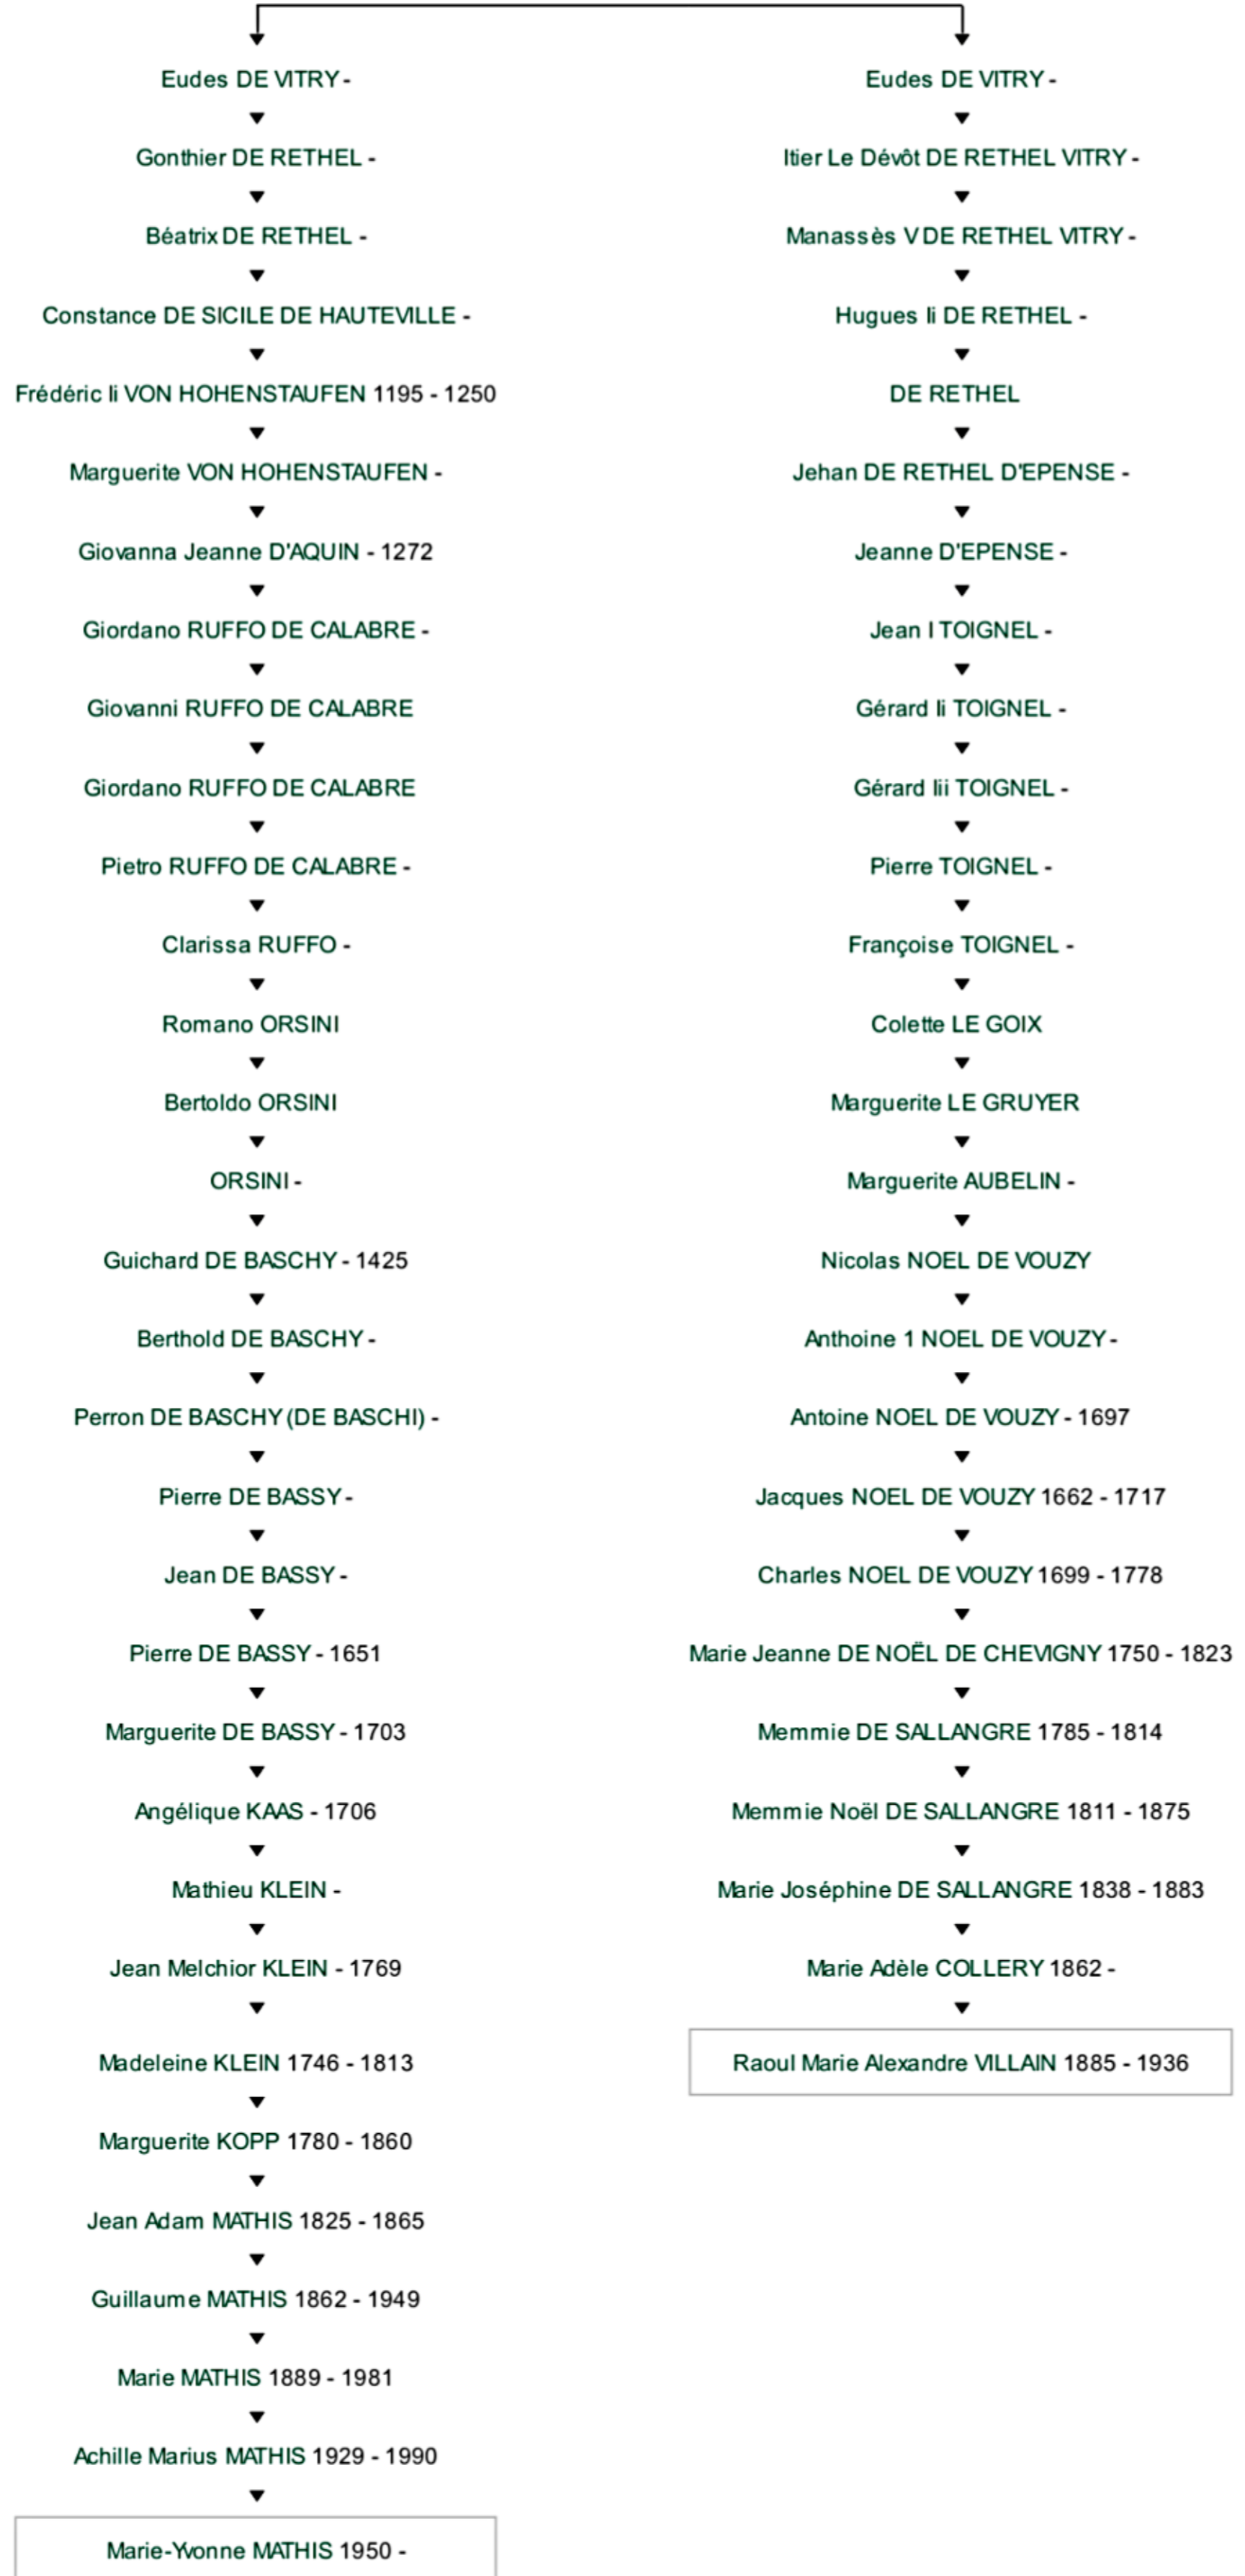 Eudes DE VITRY -
Gonthier DE RETHEL -
Béatrix DE RETHEL -
Constance DE SICILE DE HAUTEVILLE -
Frédéric Ii VON HOHENSTAUFEN 1195 - 1250
Marguerite VON HOHENSTAUFEN -
Giovanna Jeanne D'AQUIN - 1272
Giordano RUFFO DE CALABRE -
Giovanni RUFFO DE CALABRE
Giordano RUFFO DE CALABRE
Pietro RUFFO DE CALABRE -
Clarissa RUFFO -
Romano ORSINI
Bertoldo ORSINI
ORSINI -
Guichard DE BASCHY - 1425
Berthold DE BASCHY -
Perron DE BASCHY (DE BASCHI) -
Pierre DE BASSY -
Jean DE BASSY -
Pierre DE BASSY - 1651
Marguerite DE BASSY - 1703
Angélique KAAS - 1706
Mathieu KLEIN -
Jean Melchior KLEIN - 1769
Madeleine KLEIN 1746 - 1813
Marguerite KOPP 1780 - 1860
Jean Adam MATHIS 1825 - 1865
Guillaume MATHIS 1862 - 1949
Marie MATHIS 1889 - 1981
Achille Marius MATHIS 1929 - 1990
Marie-Yvonne MATHIS 1950 -
Eudes DE VITRY -
Itier Le Dévôt DE RETHEL VITRY -
Manassès V DE RETHEL VITRY -
Hugues Ii DE RETHEL -
DE RETHEL
Jehan DE RETHEL D'EPENSE -
Jeanne D'EPENSE -
Jean I TOIGNEL -
Gérard Ii TOIGNEL -
Gérard Iii TOIGNEL -
Pierre TOIGNEL -
Françoise TOIGNEL -
Colette LE GOIX
Marguerite LE GRUYER
Marguerite AUBELIN -
Nicolas NOEL DE VOUZY
Anthoine 1 NOEL DE VOUZY -
Antoine NOEL DE VOUZY - 1697
Jacques NOEL DE VOUZY 1662 - 1717
Charles NOEL DE VOUZY 1699 - 1778
Marie Jeanne DE NOËL DE CHEVIGNY 1750 - 1823
Memmie DE SALLANGRE 1785 - 1814
Memmie Noël DE SALLANGRE 1811 - 1875
Marie Joséphine DE SALLANGRE 1838 - 1883
Marie Adèle COLLERY 1862 -
Raoul Marie Alexandre VILLAIN 1885 - 1936